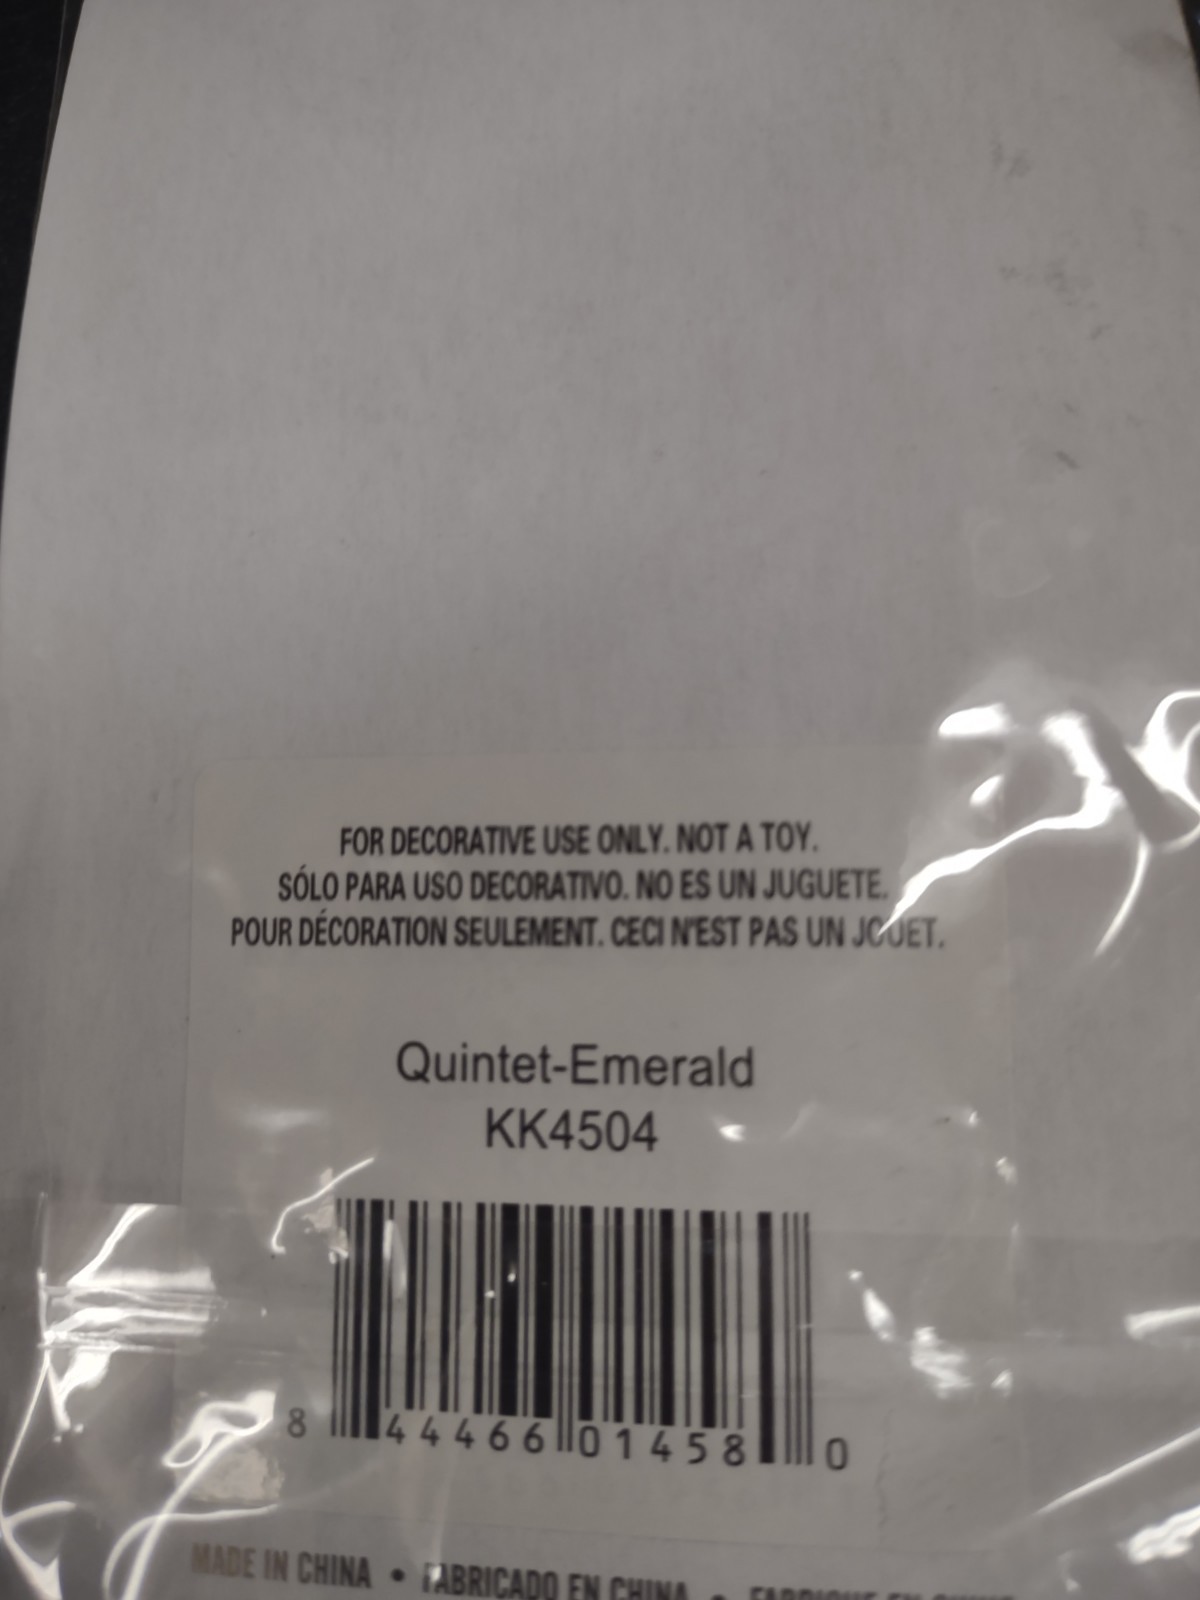 FOR DECORATIVE USE ONLY. NOT A TOY.
SÓLO PARA USO DECORATIVO. NO ES UN JUGUETE.
POUR DÉCORATION SEULEMENT. CECI N'EST PAS UN JOUET.
Quintet-Emerald
KK4504
8 44466 01458 0
MADE IN CHINA • FABRICADO EN CHINA •